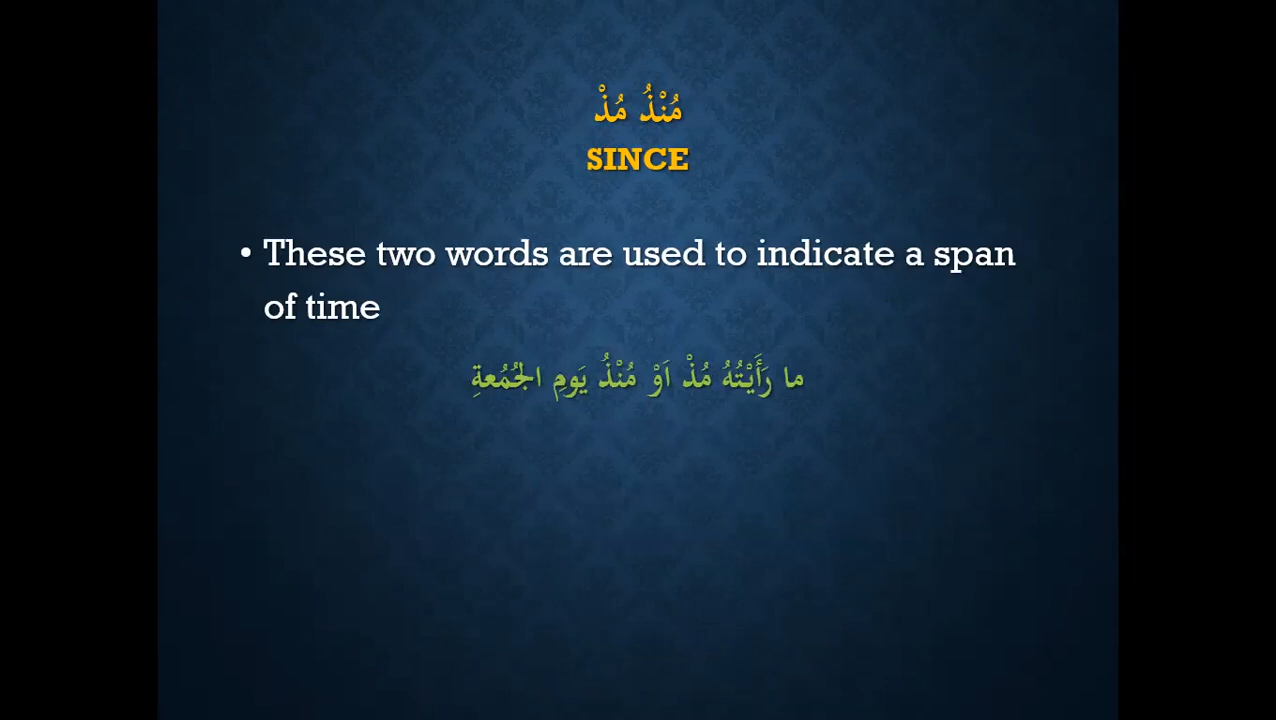 مُنْذُ مُذْ
SINCE
• These two words are used to indicate a span
of time
ما رَأَيْتُهُ مُذْ اَوْ مُنْذُ يَومِ الجُمُعةِ